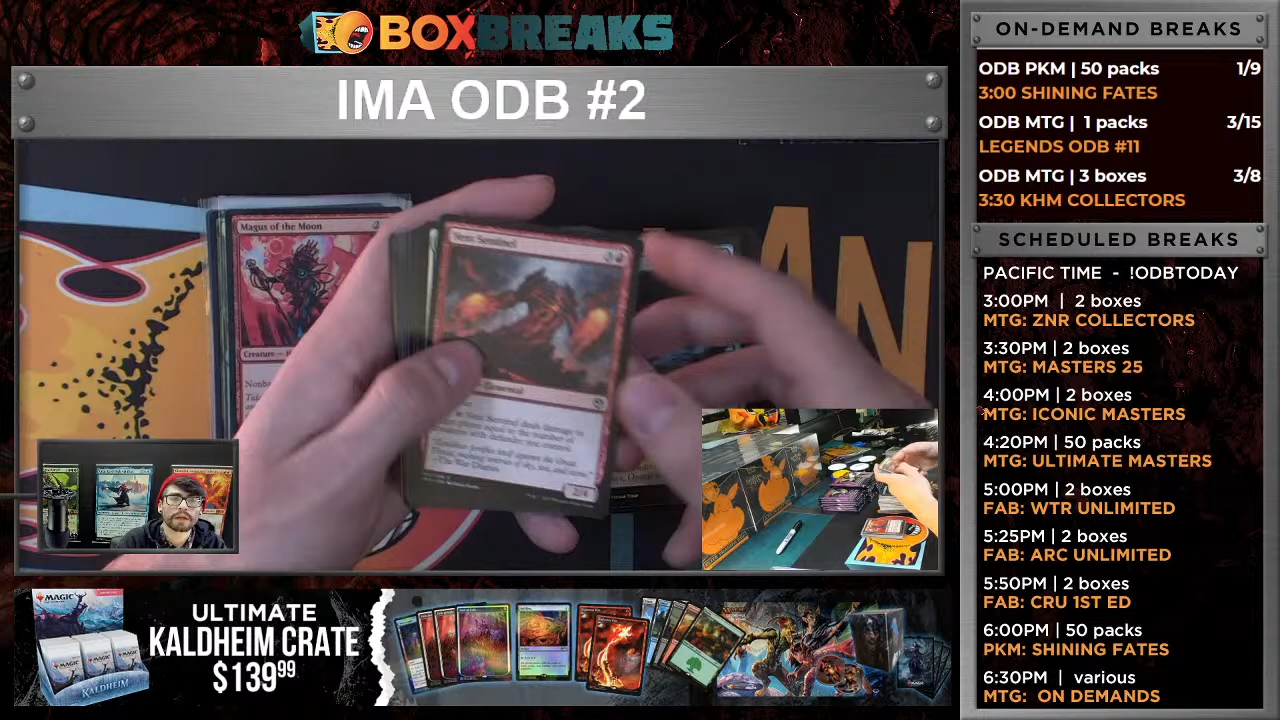 BOXBREAKS
IMA ODB #2
Magus of the Moon
Vent Sentinel
Creature —
KALDHEIM
ULTIMATE
KALDHEIM CRATE
$139.99
ON-DEMAND BREAKS
ODB PKM | 50 packs 1/9
3:00 SHINING FATES
ODB MTG | 1 packs 3/15
LEGENDS ODB #11
ODB MTG | 3 boxes 3/8
3:30 KHM COLLECTORS
SCHEDULED BREAKS
PACIFIC TIME - !ODBTODAY
3:00PM | 2 boxes
MTG: ZNR COLLECTORS
3:30PM | 2 boxes
MTG: MASTERS 25
4:00PM | 2 boxes
MTG: ICONIC MASTERS
4:20PM | 50 packs
MTG: ULTIMATE MASTERS
5:00PM | 2 boxes
FAB: WTR UNLIMITED
5:25PM | 2 boxes
FAB: ARC UNLIMITED
5:50PM | 2 boxes
FAB: CRU 1ST ED
6:00PM | 50 packs
PKM: SHINING FATES
6:30PM | various
MTG: ON DEMANDS